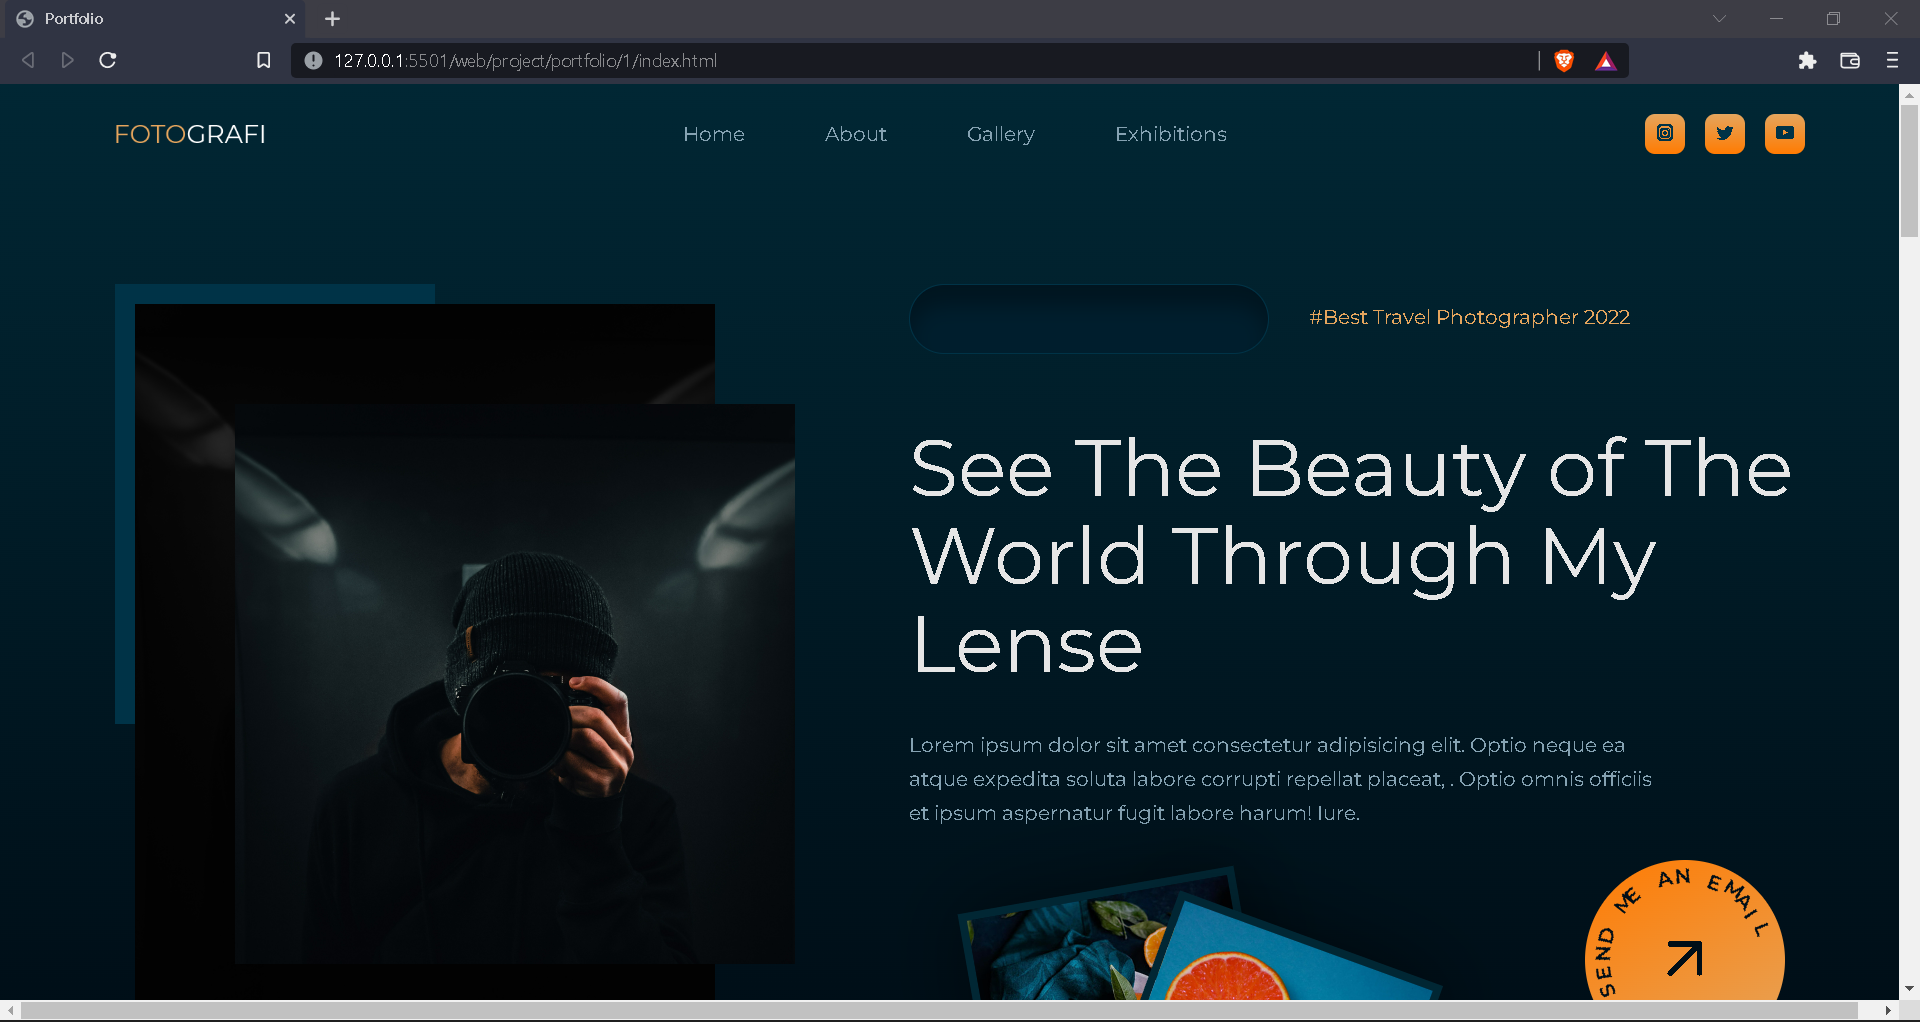 Portfolio
127.0.0.1:5501/web/project/portfolio/1/index.html
FOTOGRAFI
Home
About
Gallery
Exhibitions
#Best Travel Photographer 2022
See The Beauty of The
World Through My
Lense
Lorem ipsum dolor sit amet consectetur adipisicing elit. Optio neque ea
atque expedita soluta labore corrupti repellat placeat, . Optio omnis officiis
et ipsum aspernatur fugit labore harum! Iure.
SEND ME AN EMAIL